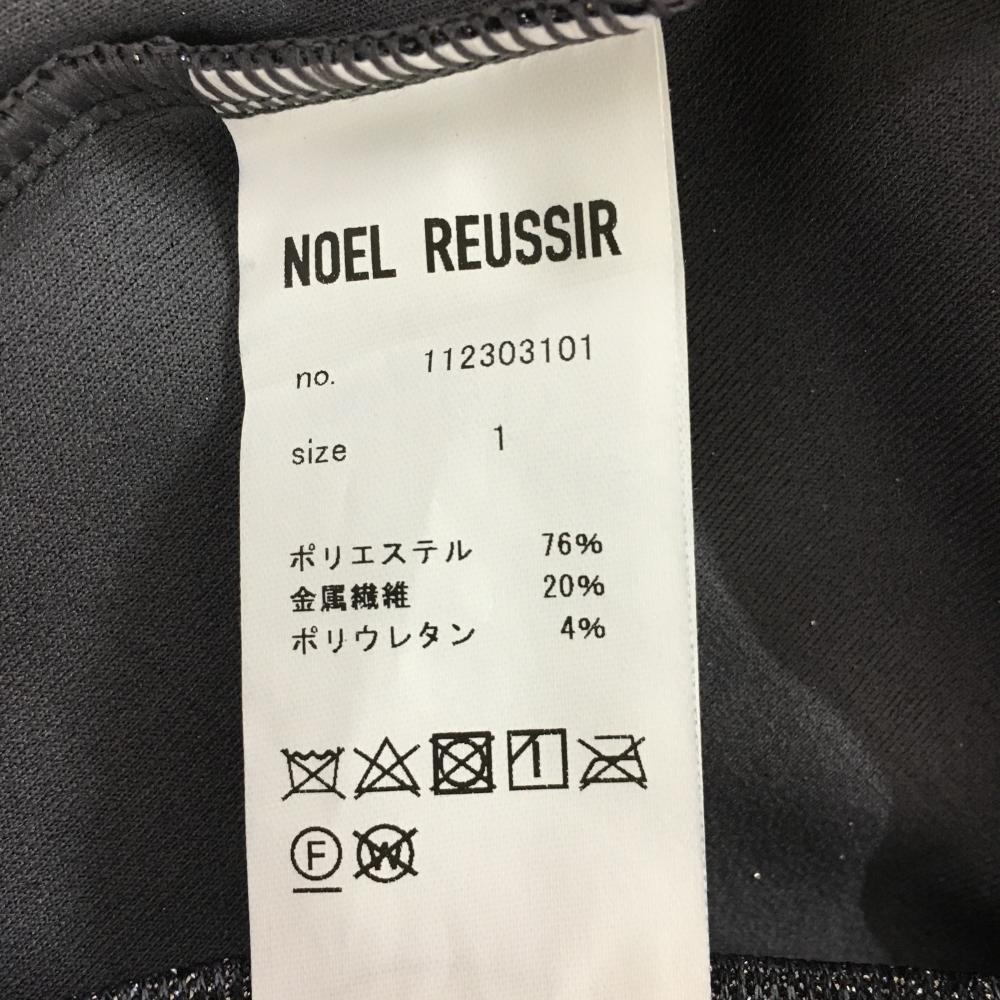 NOEL REUSSIR
no. 112303101
size 1
ポリエステル 76%
金属繊維 20%
ポリウレタン 4%
F W